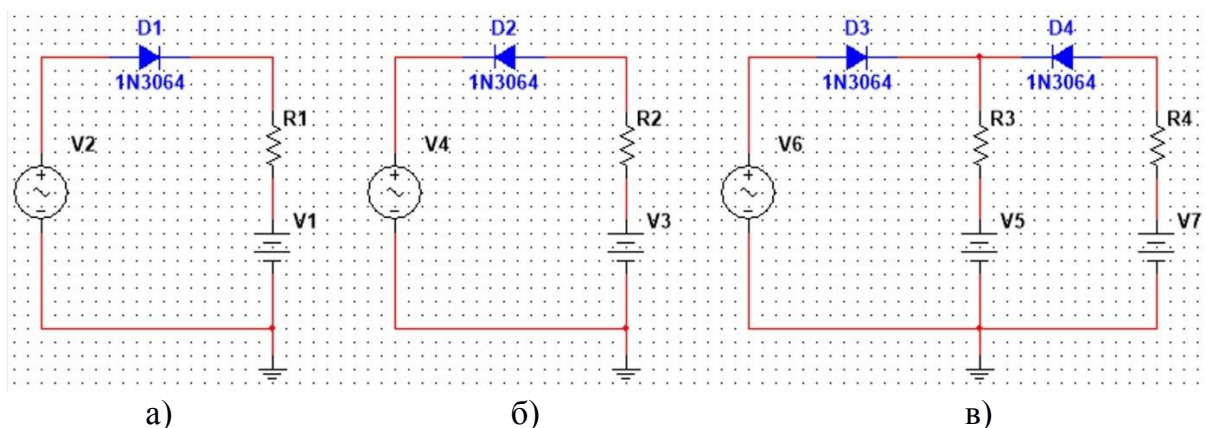 D1
1N3064
V2
R1
V1
D2
1N3064
V4
R2
V3
D3
1N3064
D4
1N3064
V6
R3
V5
R4
V7
а)
б)
в)